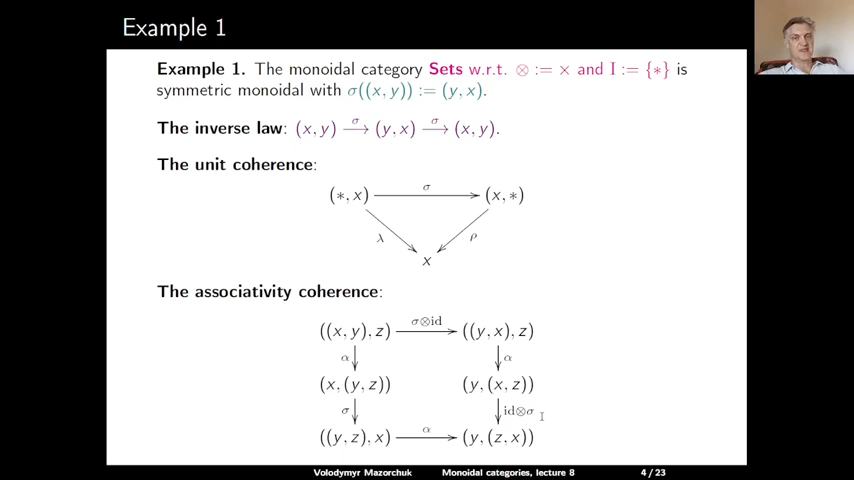 Example 1
Example 1. The monoidal category Sets w.r.t. ⊗ := × and I := {∗} is
symmetric monoidal with σ((x, y)) := (y, x).
The inverse law: (x, y) —σ→ (y, x) —σ→ (x, y).
The unit coherence:
(∗, x) —σ→ (x, ∗)
λ ρ
x
The associativity coherence:
((x, y), z) —σ⊗id→ ((y, x), z)
α α
(x, (y, z)) (y, (x, z))
σ id⊗σ
((y, z), x) —α→ (y, (z, x))
Volodymyr Mazorchuk Monoidal categories, lecture 8 4 / 23